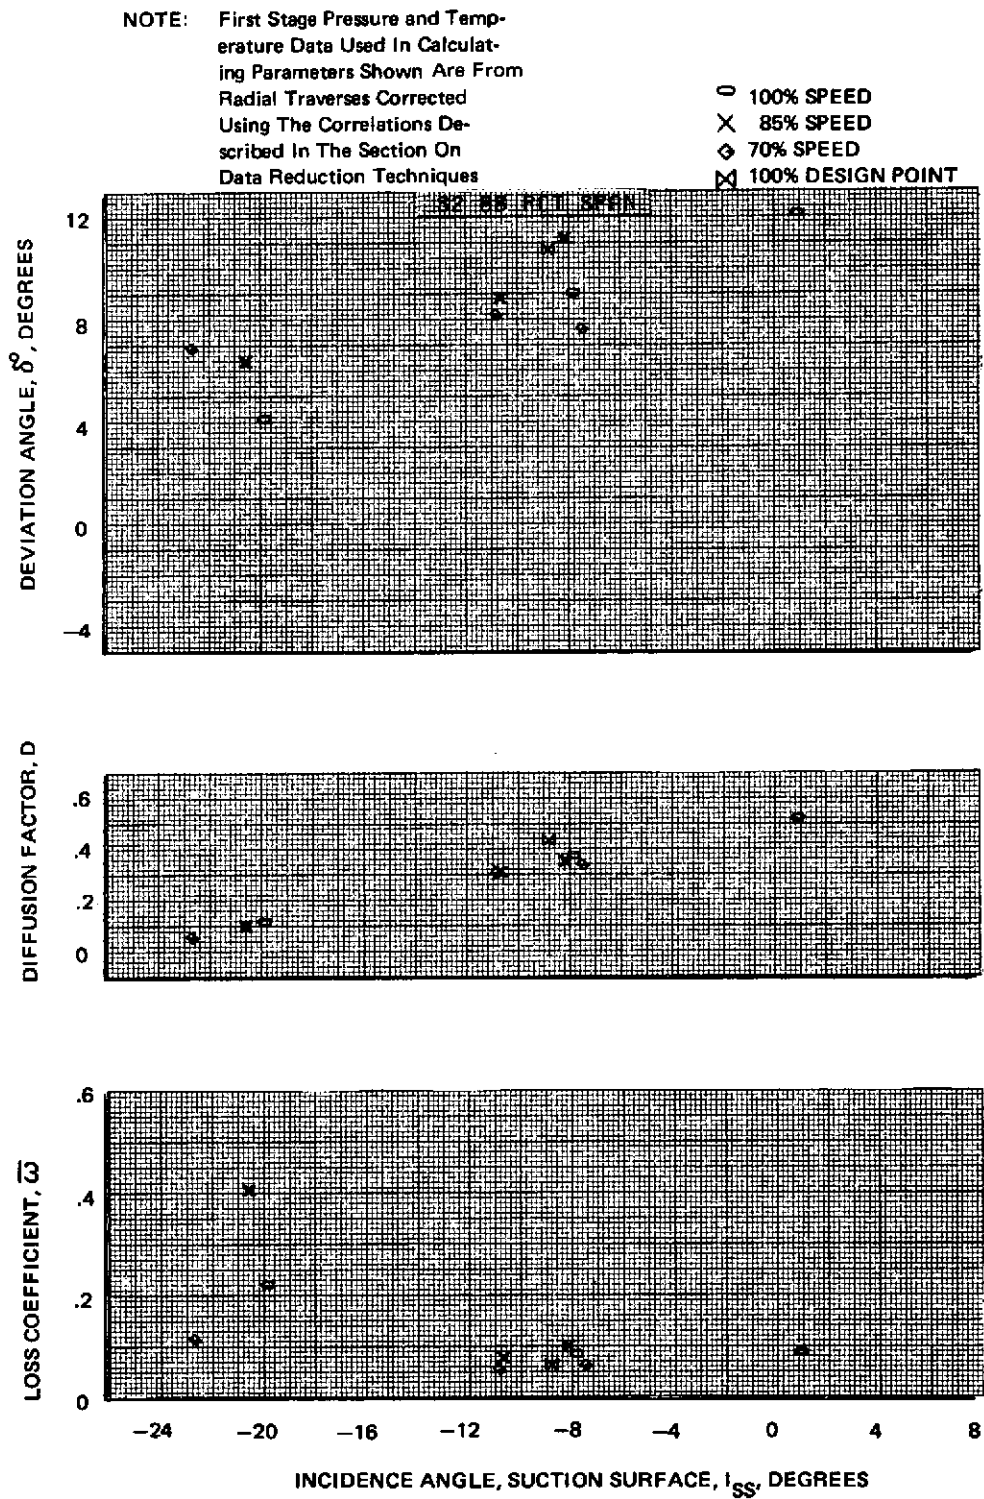 NOTE: First Stage Pressure and Temp-
erature Data Used In Calculat-
ing Parameters Shown Are From
Radial Traverses Corrected
Using The Correlations De-
scribed In The Section On
Data Reduction Techniques
100% SPEED
85% SPEED
70% SPEED
100% DESIGN POINT
PCT SPAN
DEVIATION ANGLE, δ°, DEGREES
12
8
4
0
−4
DIFFUSION FACTOR, D
.6
.4
.2
0
LOSS COEFFICIENT, ω̅
.6
.4
.2
0
−24 −20 −16 −12 −8 −4 0 4 8
INCIDENCE ANGLE, SUCTION SURFACE, I_SS, DEGREES